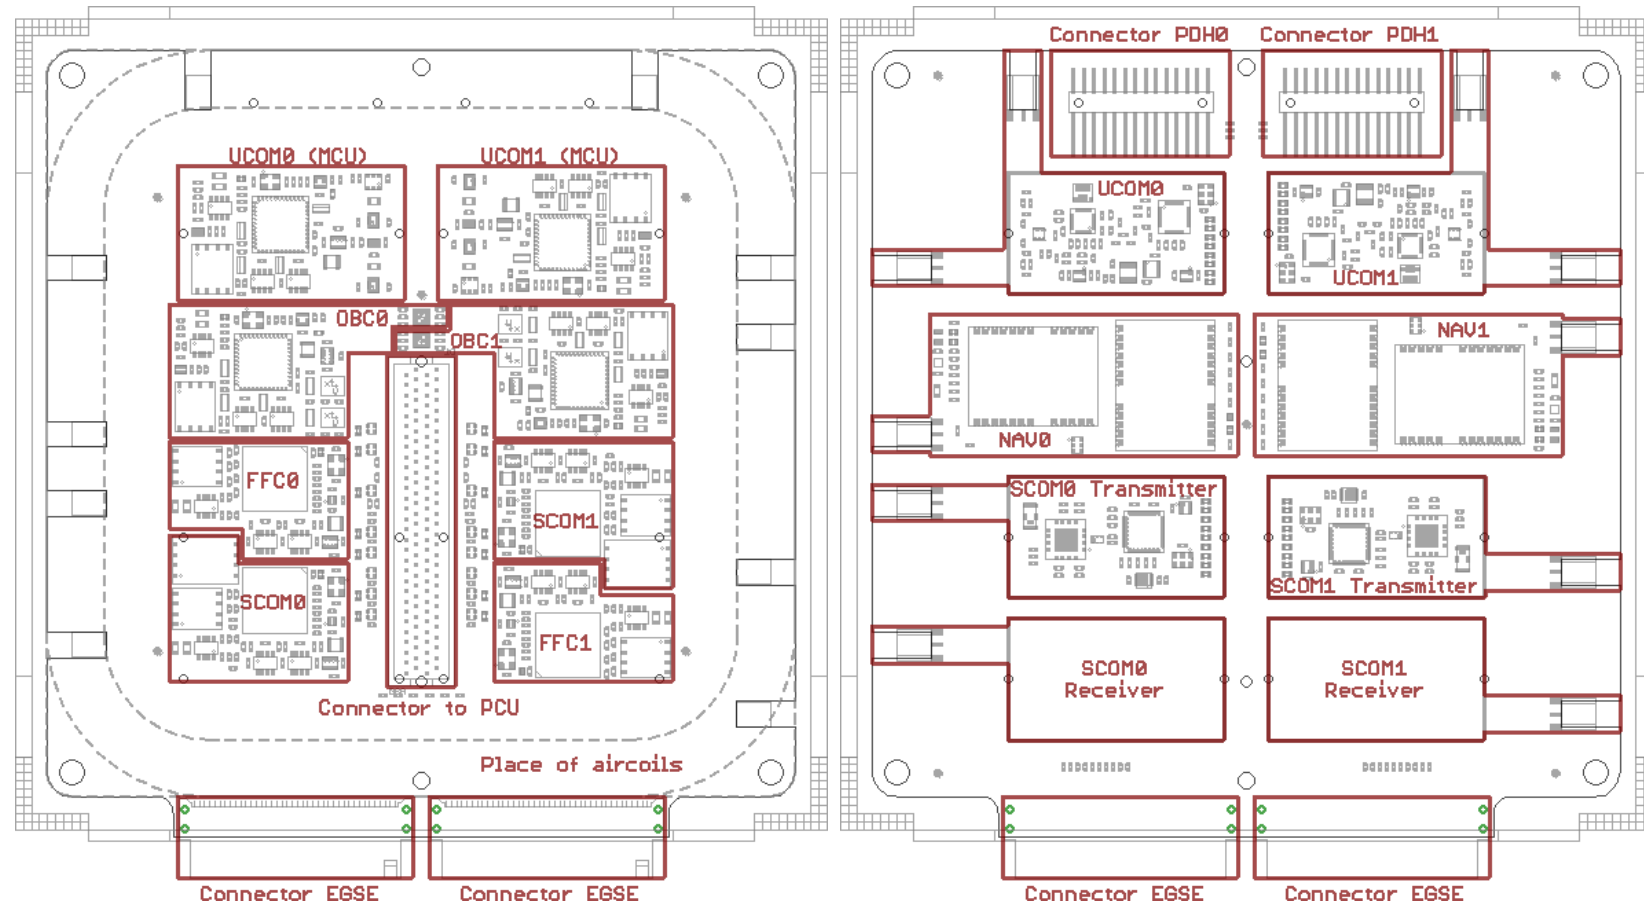 Connector PDH0
Connector PDH1
UCOM0 (MCU)
UCOM1 (MCU)
UCOM0
UCOM1
OBC0
OBC1
NAV1
NAV0
FFC0
SCOM1
SCOM0
FFC1
SCOM0 Transmitter
SCOM1 Transmitter
SCOM0
Receiver
SCOM1
Receiver
Connector to PCU
Place of aircoils
Connector EGSE
Connector EGSE
Connector EGSE
Connector EGSE